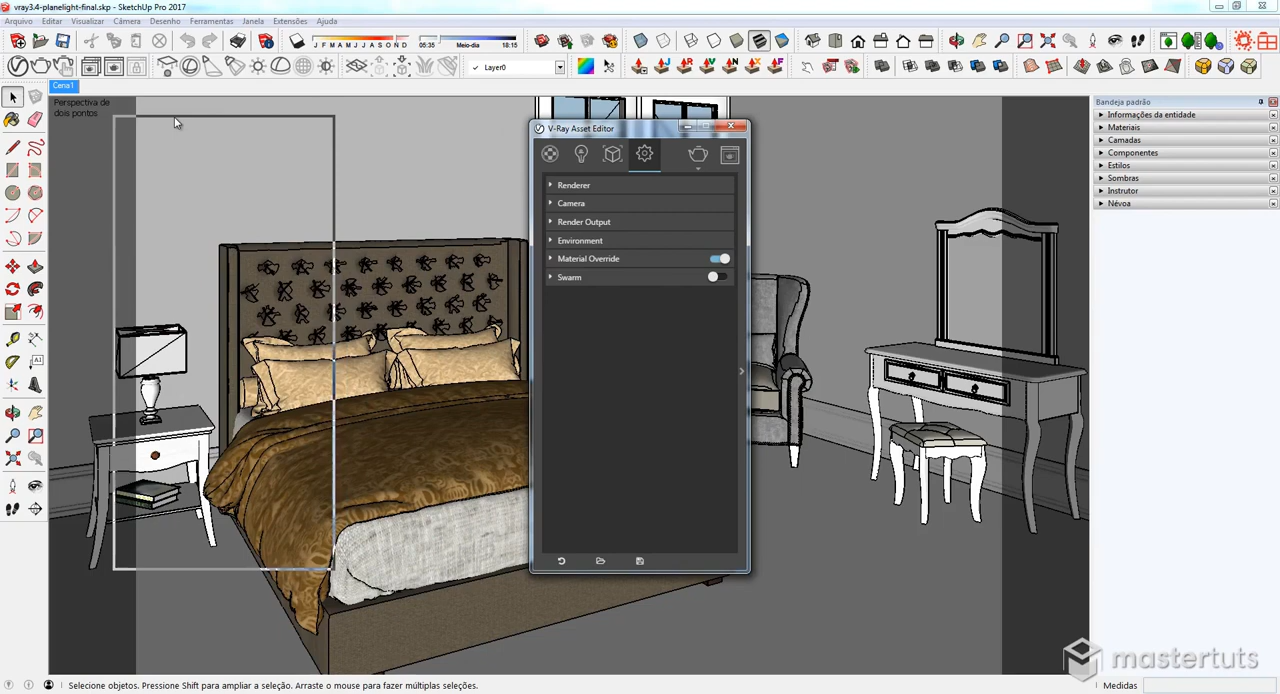 vray3.4-planelight-final.skp - SketchUp Pro 2017
Arquivo Editar Visualizar Câmera Desenho Ferramentas Janela Extensões Ajuda
J F M A M J J A S O N D 06:35 Meio-dia 18:15
Layer0
Cena1
Perspectiva de
dois pontos
V-Ray Asset Editor
Renderer
Camera
Render Output
Environment
Material Override
Swarm
Bandeja padrão
Informações da entidade
Materiais
Camadas
Componentes
Estilos
Sombras
Instrutor
Névoa
mastertuts
Selecione objetos. Pressione Shift para ampliar a seleção. Arraste o mouse para fazer múltiplas seleções.
Medidas